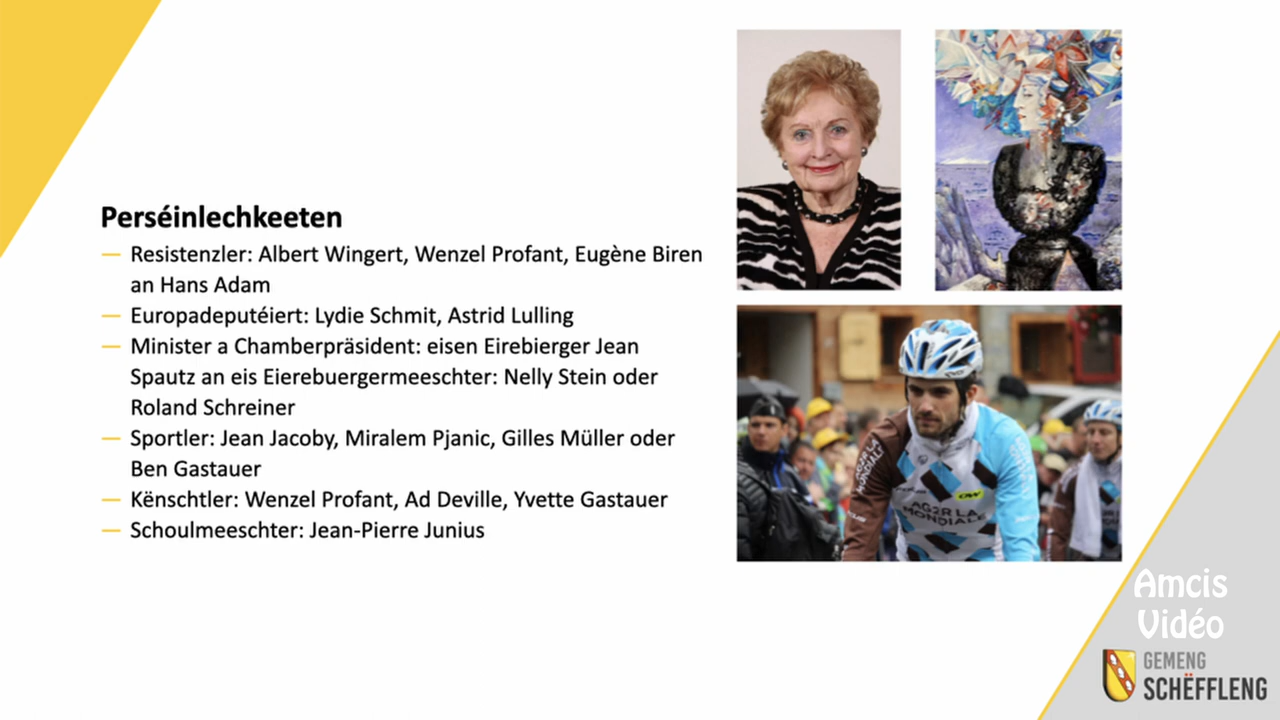 Perséinlechkeeten
— Resistenzler: Albert Wingert, Wenzel Profant, Eugène Biren
an Hans Adam
— Europadeputéiert: Lydie Schmit, Astrid Lulling
— Minister a Chamberpräsident: eisen Eirebierger Jean
Spautz an eis Eierebuergermeeschter: Nelly Stein oder
Roland Schreiner
— Sportler: Jean Jacoby, Miralem Pjanic, Gilles Müller oder
Ben Gastauer
— Kënschtler: Wenzel Profant, Ad Deville, Yvette Gastauer
— Schoulmeeschter: Jean-Pierre Junius
AG2R LA
MONDIALE
AG2R LA
MONDIALE
Amcis
Vidéo
GEMENG
SCHËFFLENG